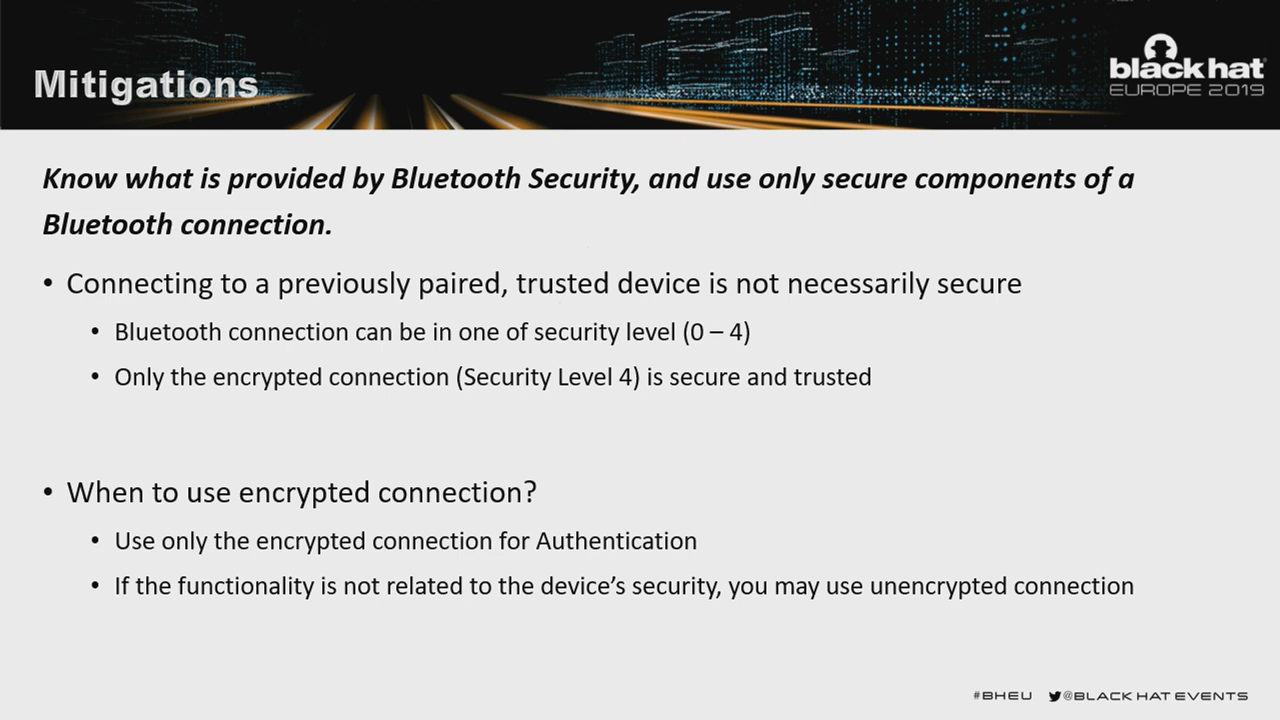 Mitigations
black hat
EUROPE 2019
Know what is provided by Bluetooth Security, and use only secure components of a
Bluetooth connection.
• Connecting to a previously paired, trusted device is not necessarily secure
• Bluetooth connection can be in one of security level (0 – 4)
• Only the encrypted connection (Security Level 4) is secure and trusted
• When to use encrypted connection?
• Use only the encrypted connection for Authentication
• If the functionality is not related to the device’s security, you may use unencrypted connection
#BHEU @BLACK HAT EVENTS